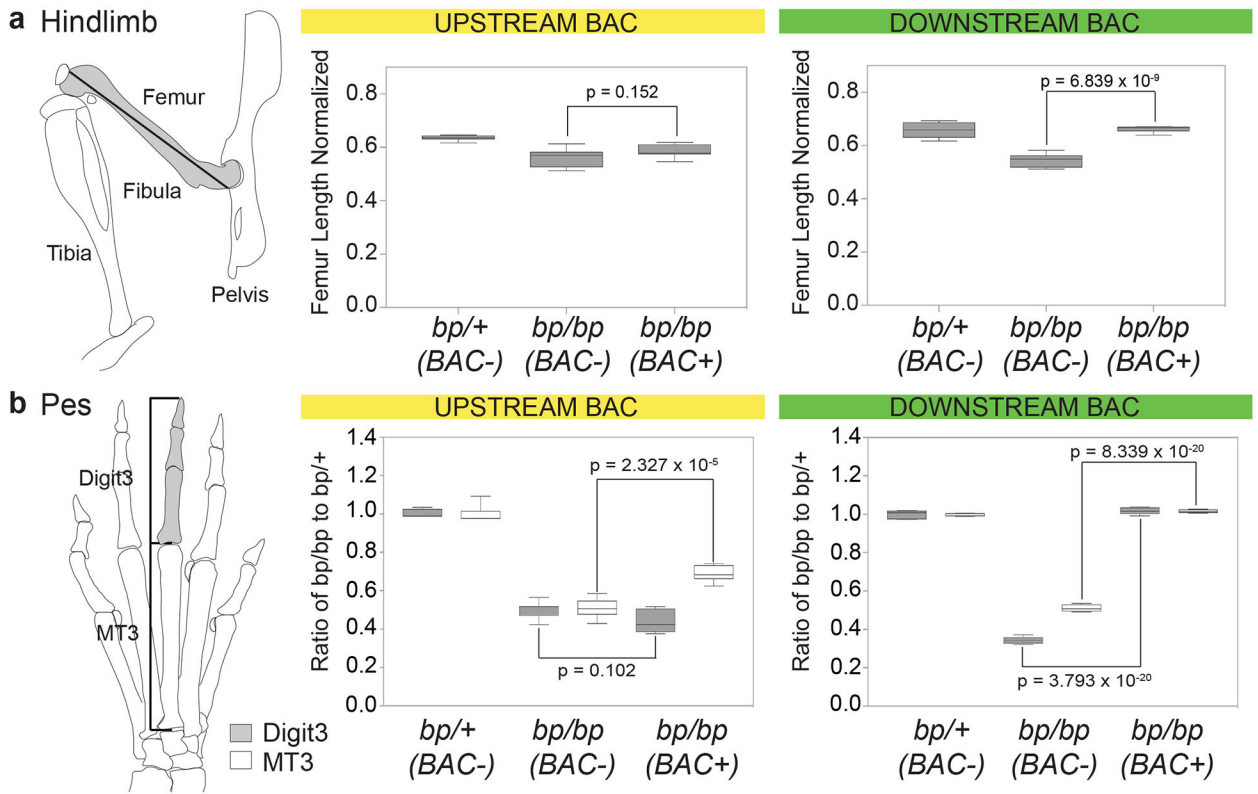 a Hindlimb
Femur
Fibula
Tibia
Pelvis
UPSTREAM BAC
Femur Length Normalized
0.8
0.6
0.4
0.2
0.0
p = 0.152
bp/+ bp/bp bp/bp
(BAC-) (BAC-) (BAC+)
DOWNSTREAM BAC
Femur Length Normalized
0.8
0.6
0.4
0.2
0.0
p = 6.839 x 10-9
bp/+ bp/bp bp/bp
(BAC-) (BAC-) (BAC+)
b Pes
Digit3
MT3
Digit3
MT3
UPSTREAM BAC
Ratio of bp/bp to bp/+
1.4
1.2
1.0
0.8
0.6
0.4
0.2
0.0
p = 2.327 x 10-5
p = 0.102
bp/+ bp/bp bp/bp
(BAC-) (BAC-) (BAC+)
DOWNSTREAM BAC
Ratio of bp/bp to bp/+
1.4
1.2
1.0
0.8
0.6
0.4
0.2
0.0
p = 8.339 x 10-20
p = 3.793 x 10-20
bp/+ bp/bp bp/bp
(BAC-) (BAC-) (BAC+)